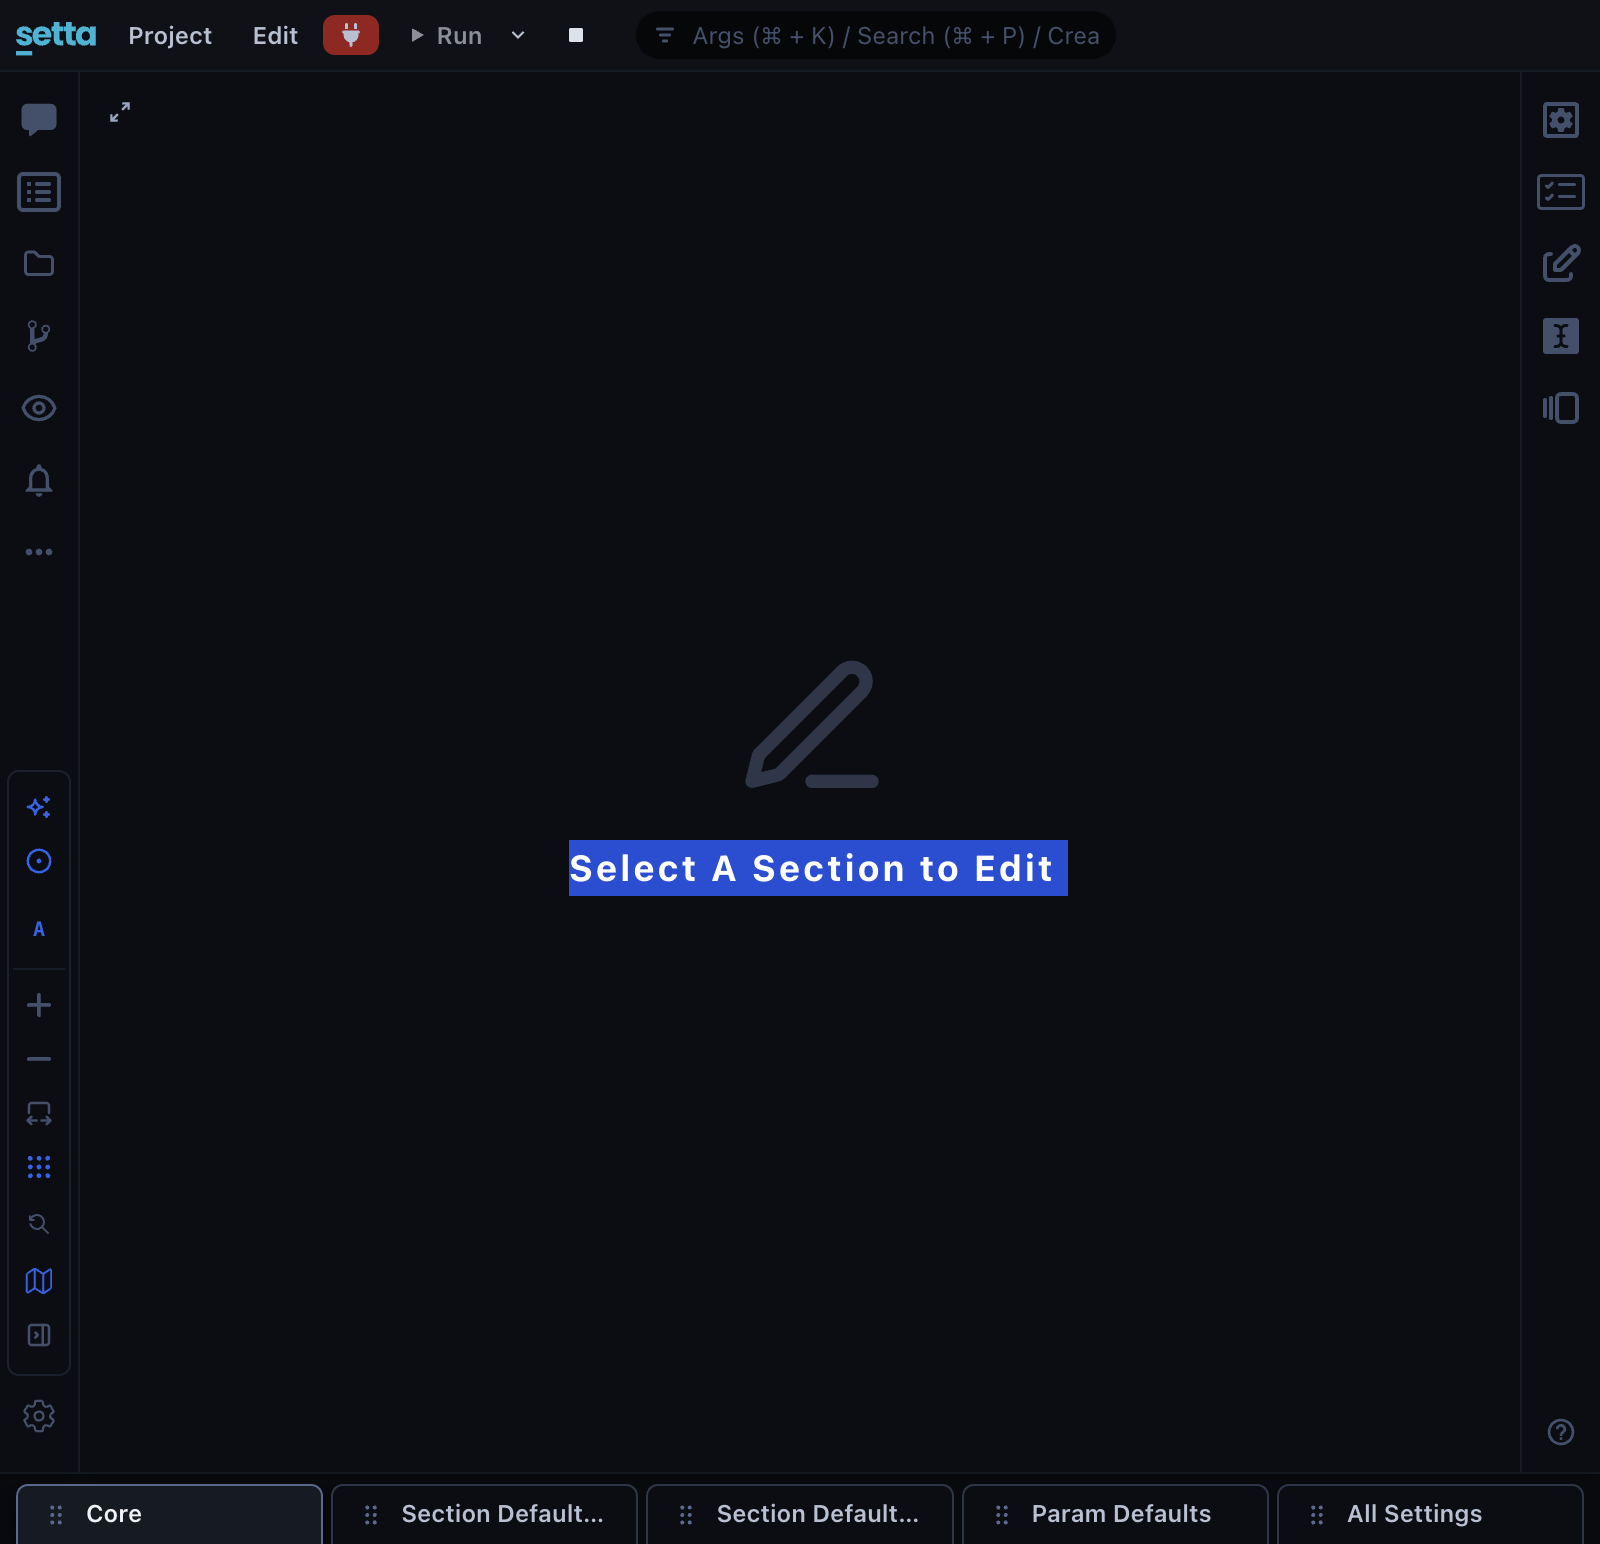 setta Project Edit Run Args (⌘ + K) / Search (⌘ + P) / Crea
Select A Section to Edit
A
Core Section Default... Section Default... Param Defaults All Settings